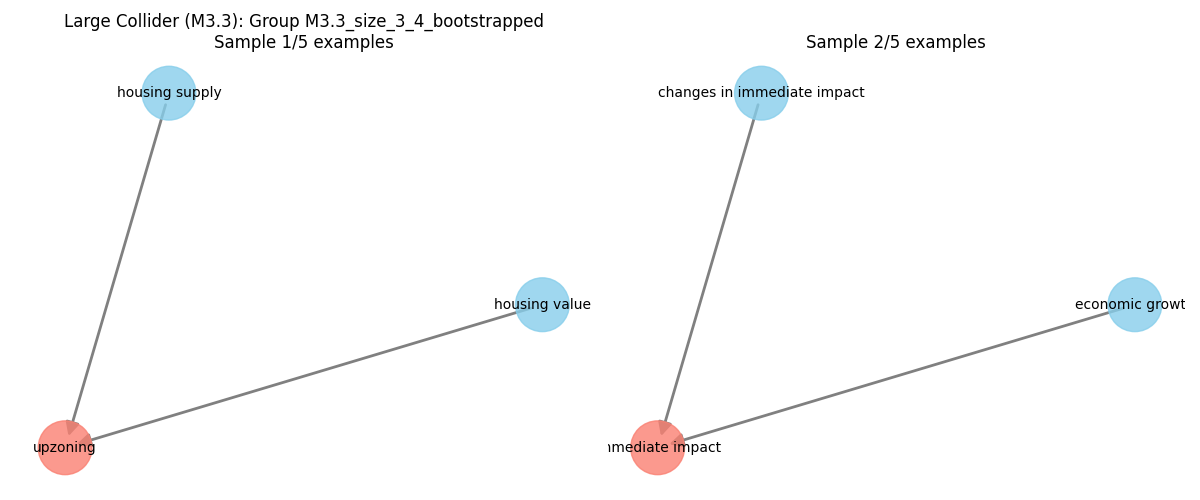 Large Collider (M3.3): Group M3.3_size_3_4_bootstrapped
Sample 1/5 examples
housing supply
housing value
upzoning
Sample 2/5 examples
changes in immediate impact
economic growt
mmediate impact